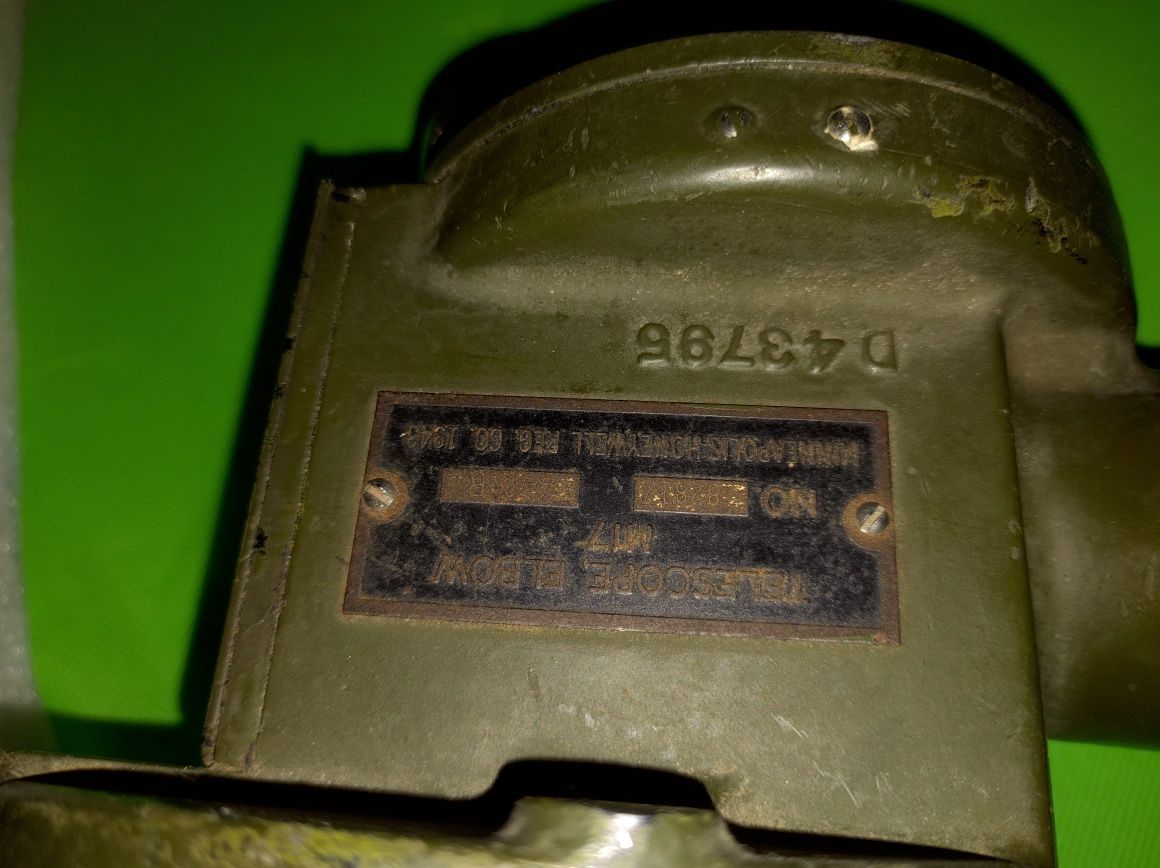 TELESCOPE, ELBOW
M17
NO
MINNEAPOLIS-HONEYWELL REG. CO. 1943
D43795